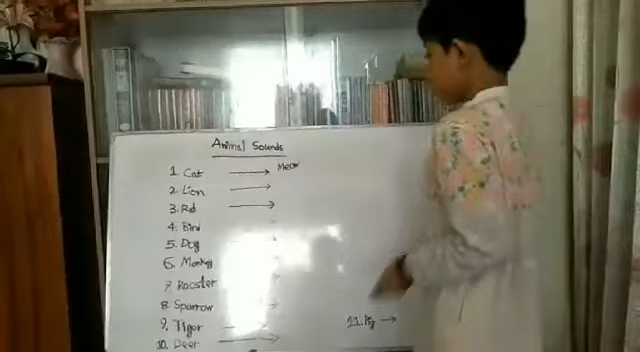 Animal Sounds
1. Cat → Meow
2. Lion →
3. Rat →
4. Bird
5. Dog
6. Monkey
7. Rooster
8. Sparrow
9. Tiger
10. Deer →
11. Pig →